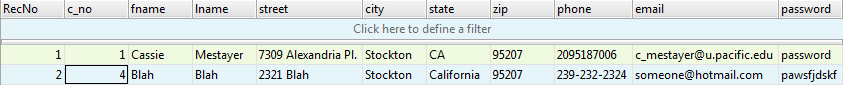 RecNo c_no fname lname street city state zip phone email password
Click here to define a filter
1 1 Cassie Mestayer 7309 Alexandria Pl. Stockton CA 95207 2095187006 c_mestayer@u.pacific.edu password
2 4 Blah Blah 2321 Blah Stockton California 95207 239-232-2324 someone@hotmail.com pawsfjdskf